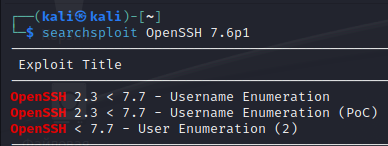 ┌──(kali㉿kali)-[~]
└─$ searchsploit OpenSSH 7.6p1
Exploit Title
OpenSSH 2.3 < 7.7 - Username Enumeration
OpenSSH 2.3 < 7.7 - Username Enumeration (PoC)
OpenSSH < 7.7 - User Enumeration (2)